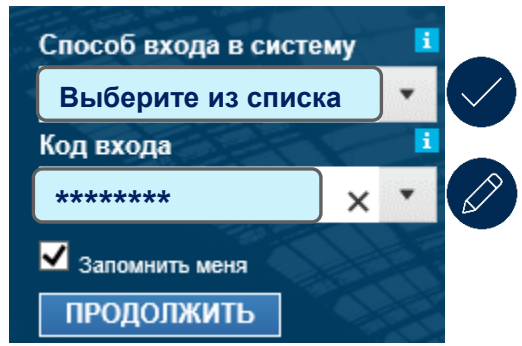 Способ входа в систему
i
Выберите из списка
Код входа
i
********
Запомнить меня
ПРОДОЛЖИТЬ